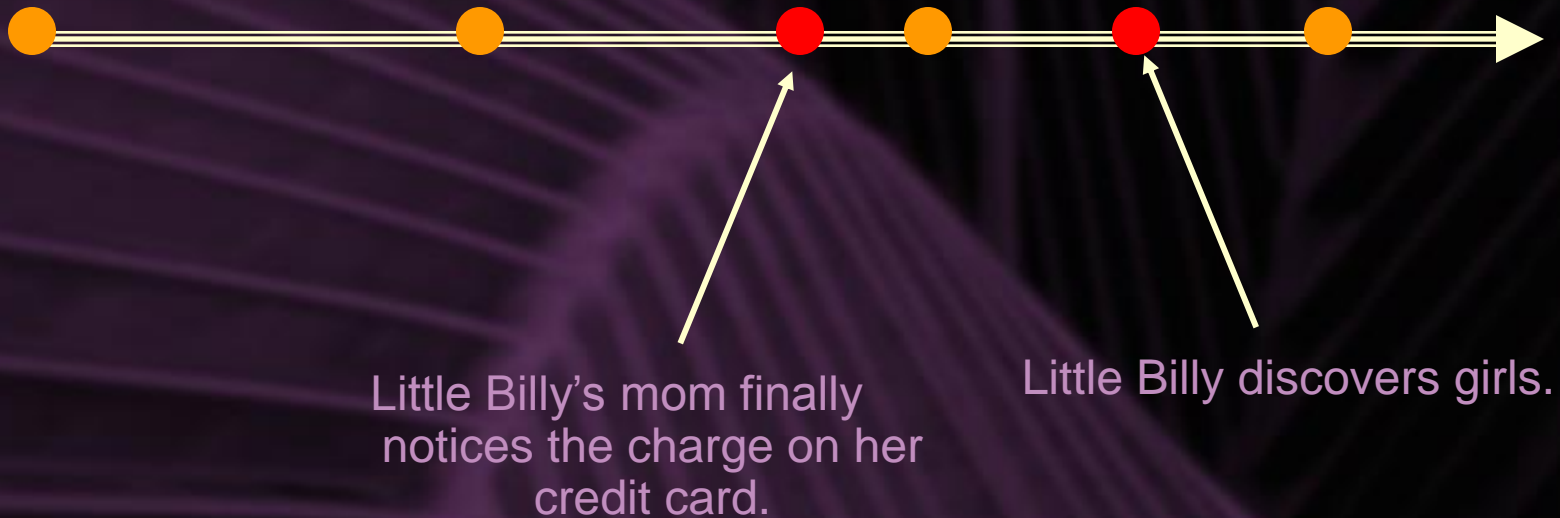 Little Billy’s mom finally
notices the charge on her
credit card.
Little Billy discovers girls.